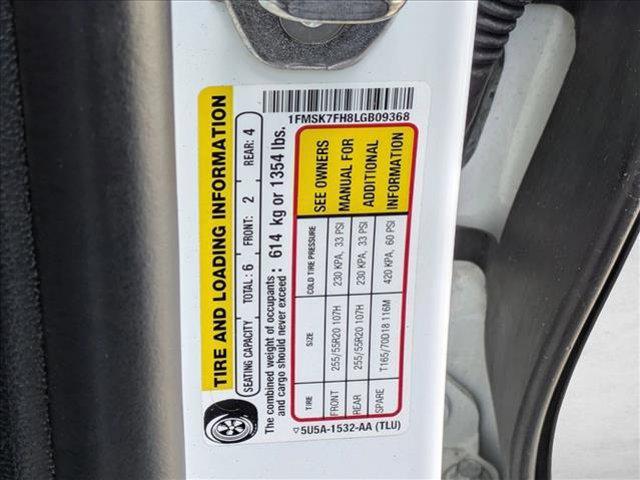 1FMSK7FH8LGB09368
TIRE AND LOADING INFORMATION
SEATING CAPACITY TOTAL: 6 FRONT: 2 REAR: 4
The combined weight of occupants and cargo should never exceed : 614 kg or 1354 lbs.
TIRE SIZE COLD TIRE PRESSURE SEE OWNERS
FRONT 255/55R20 107H 230 KPA, 33 PSI MANUAL FOR
REAR 255/55R20 107H 230 KPA, 33 PSI ADDITIONAL
SPARE T165/70D18 116M 420 KPA, 60 PSI INFORMATION
5U5A-1532-AA (TLU)